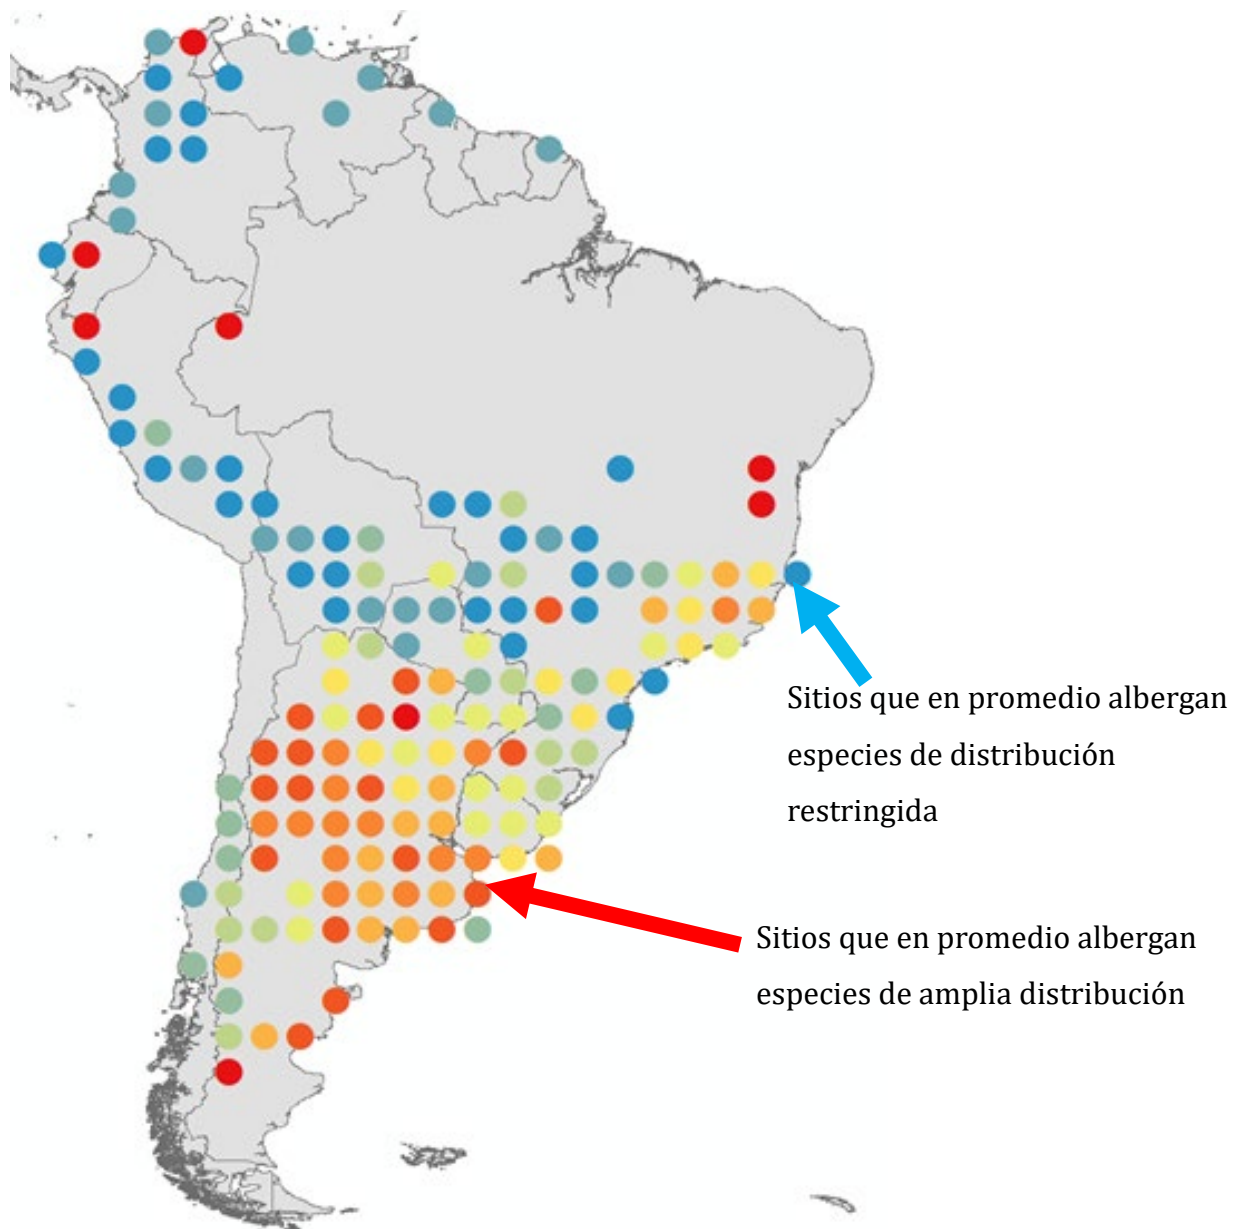 Sitios que en promedio albergan
especies de distribución
restringida
Sitios que en promedio albergan
especies de amplia distribución